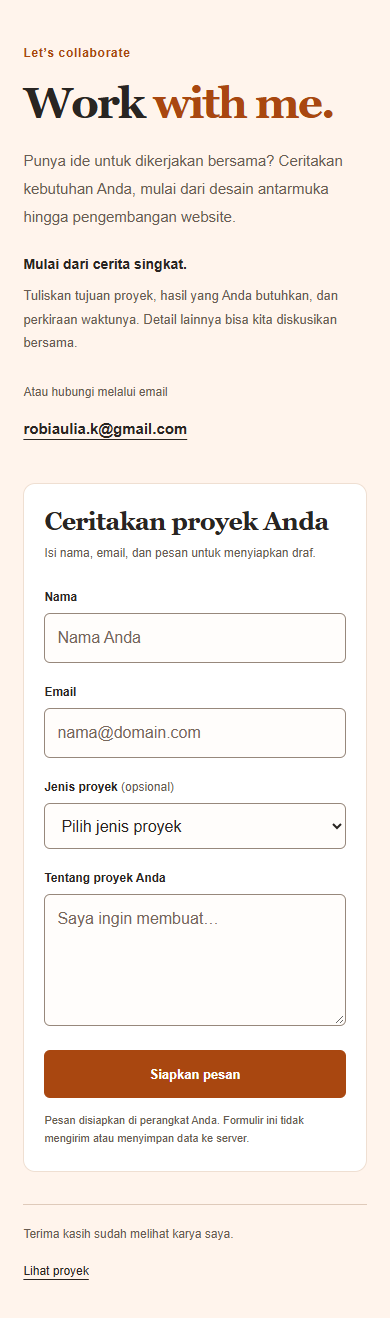 Let's collaborate
Work with me.
Punya ide untuk dikerjakan bersama? Ceritakan
kebutuhan Anda, mulai dari desain antarmuka
hingga pengembangan website.
Mulai dari cerita singkat.
Tuliskan tujuan proyek, hasil yang Anda butuhkan, dan
perkiraan waktunya. Detail lainnya bisa kita diskusikan
bersama.
Atau hubungi melalui email
robiaulia.k@gmail.com
Ceritakan proyek Anda
Isi nama, email, dan pesan untuk menyiapkan draf.
Nama
Nama Anda
Email
nama@domain.com
Jenis proyek (opsional)
Pilih jenis proyek
Tentang proyek Anda
Saya ingin membuat...
Siapkan pesan
Pesan disiapkan di perangkat Anda. Formulir ini tidak
mengirim atau menyimpan data ke server.
Terima kasih sudah melihat karya saya.
Lihat proyek